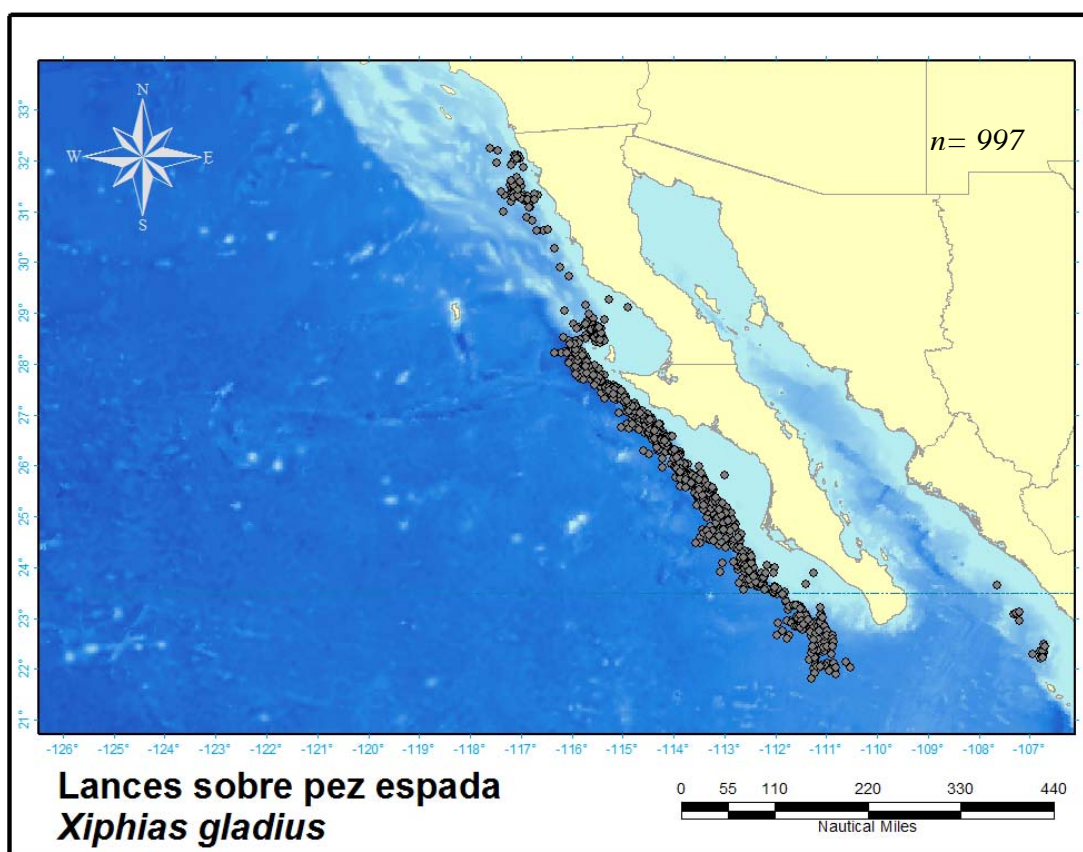 -126° -125° -124° -123° -122° -121° -120° -119° -118° -117° -116° -115° -114° -113° -112° -111° -110° -109° -108° -107°
33°
32°
31°
30°
29°
28°
27°
26°
25°
24°
23°
22°
21°
N
W E
S
n= 997
Lances sobre pez espada
Xiphias gladius
0 55 110 220 330 440
Nautical Miles